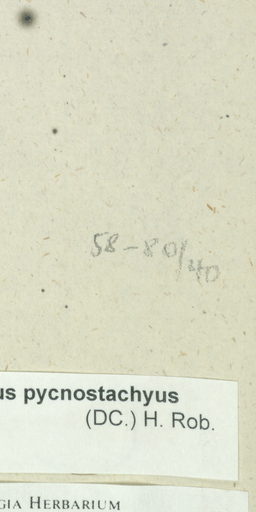 58-80/40
us pycnostachyus
(DC.) H. Rob.
GIA HERBARIUM